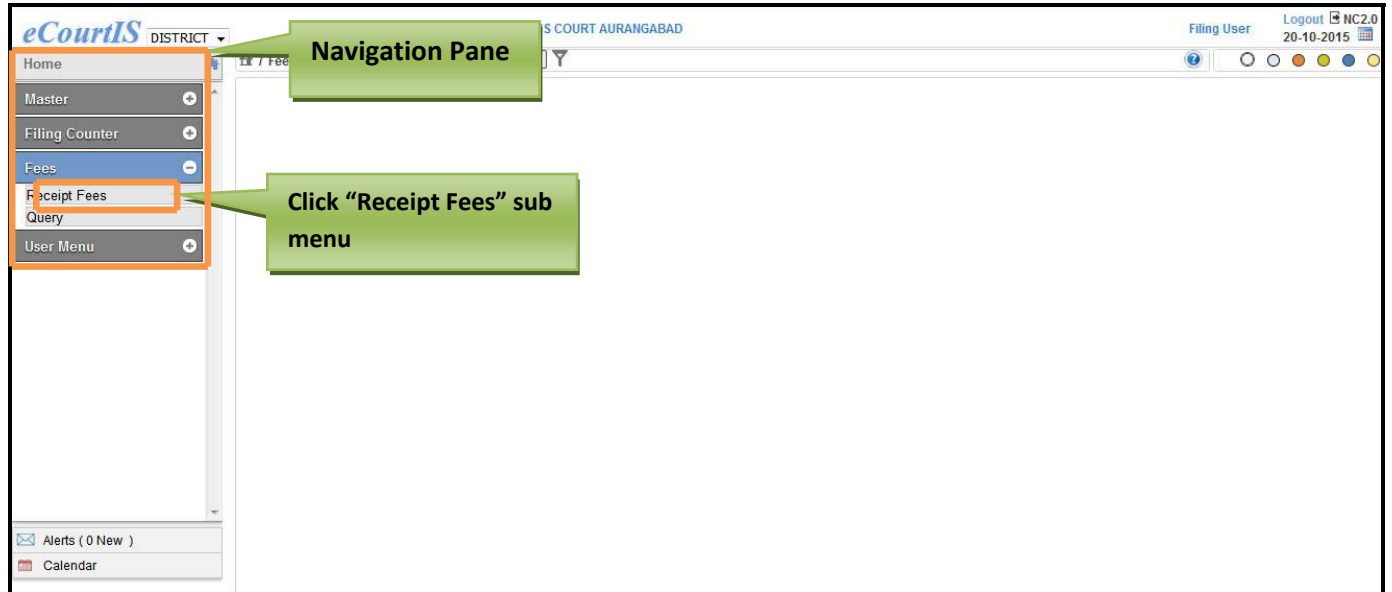 eCourtIS DISTRICT
S COURT AURANGABAD
Filing User
Logout NC2.0
20-10-2015
Navigation Pane
Home
/ Fee
Master
Filing Counter
Fees
Receipt Fees
Query
User Menu
Click “Receipt Fees” sub
menu
Alerts ( 0 New )
Calendar